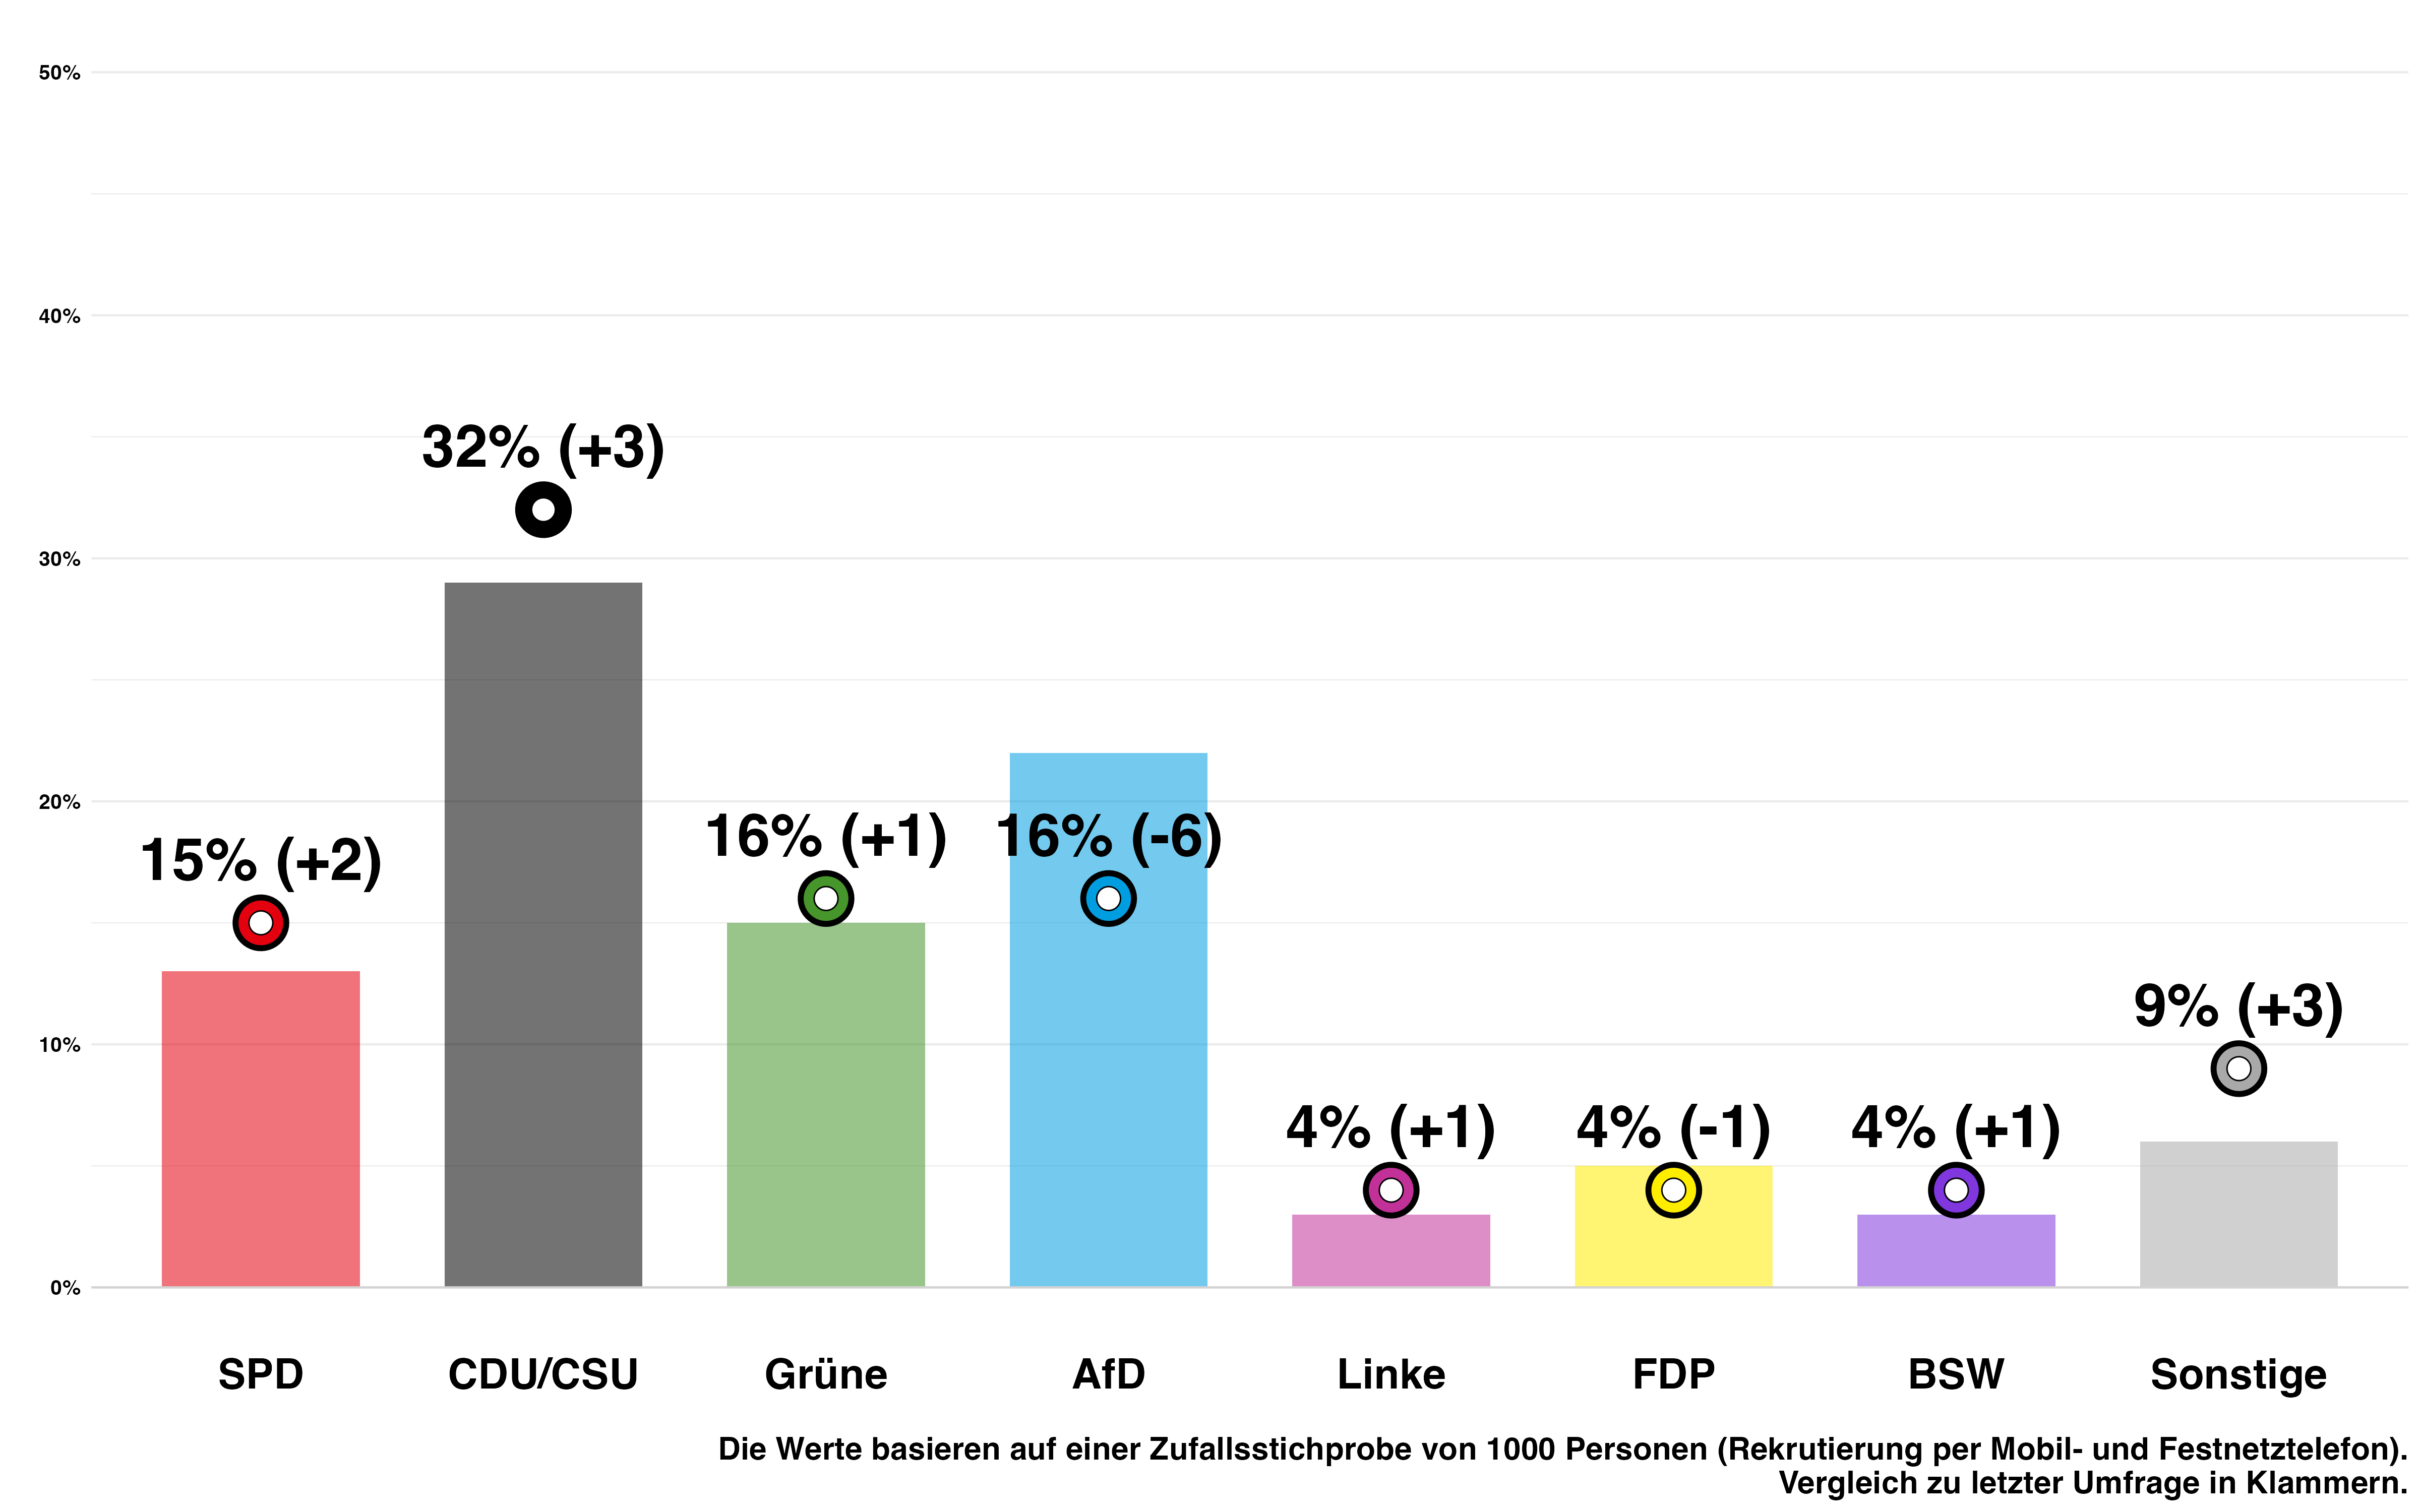 50%
40%
30%
20%
10%
0%
32% (+3)
15% (+2)
16% (+1)
16% (-6)
4% (+1)
4% (-1)
4% (+1)
9% (+3)
SPD
CDU/CSU
Grüne
AfD
Linke
FDP
BSW
Sonstige
Die Werte basieren auf einer Zufallsstichprobe von 1000 Personen (Rekrutierung per Mobil- und Festnetztelefon).
Vergleich zu letzter Umfrage in Klammern.